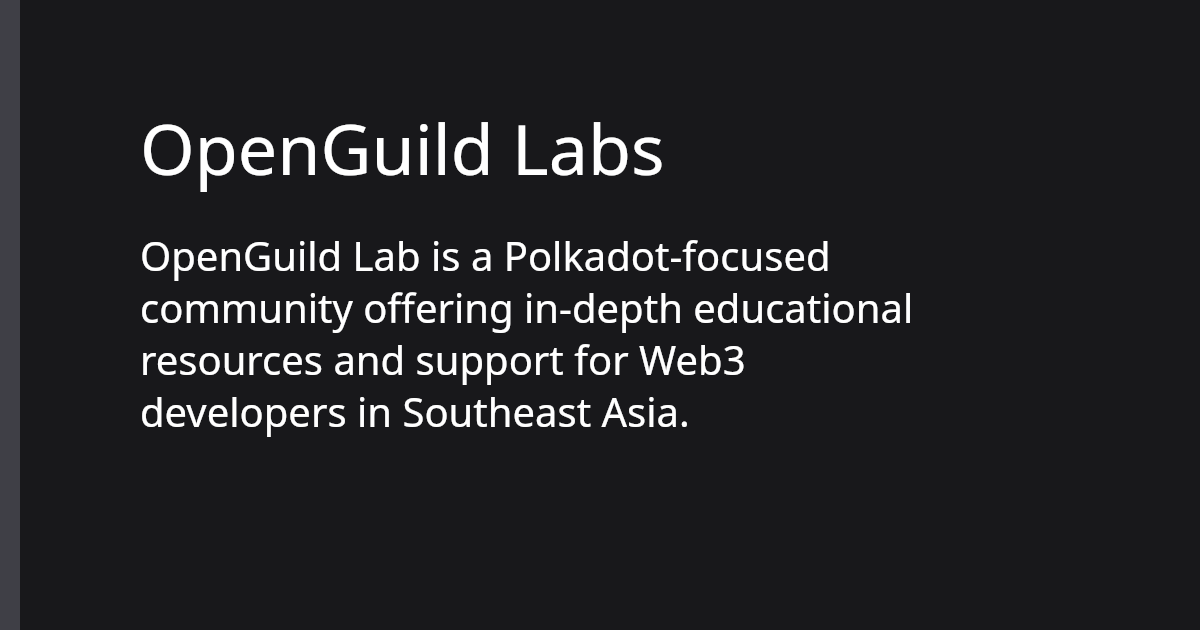 OpenGuild Labs
OpenGuild Lab is a Polkadot-focused
community offering in-depth educational
resources and support for Web3
developers in Southeast Asia.